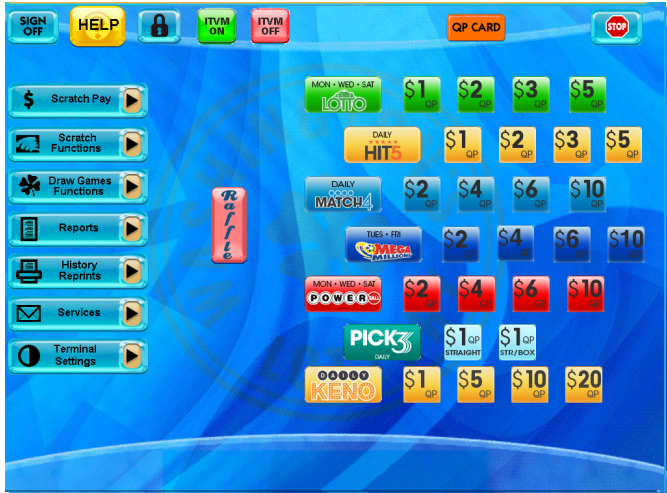 SIGN
OFF
HELP
ITVM
ON
ITVM
OFF
QP CARD
STOP
Scratch Pay
Scratch
Functions
Draw Games
Functions
Reports
History
Reprints
Services
Terminal
Settings
Raffle
MON • WED • SAT
LOTTO
$1 QP
$2 QP
$3 QP
$5 QP
DAILY
HIT5
$1 QP
$2 QP
$3 QP
$5 QP
DAILY
MATCH4
$2 QP
$4 QP
$6 QP
$10 QP
TUES • FRI
MEGA
MILLIONS
$2 QP
$4 QP
$6 QP
$10 QP
MON • WED • SAT
POWERBALL
$2 QP
$4 QP
$6 QP
$10 QP
PICK3
DAILY
$1 QP
STRAIGHT
$1 QP
STR/BOX
DAILY
KENO
$1 QP
$5 QP
$10 QP
$20 QP